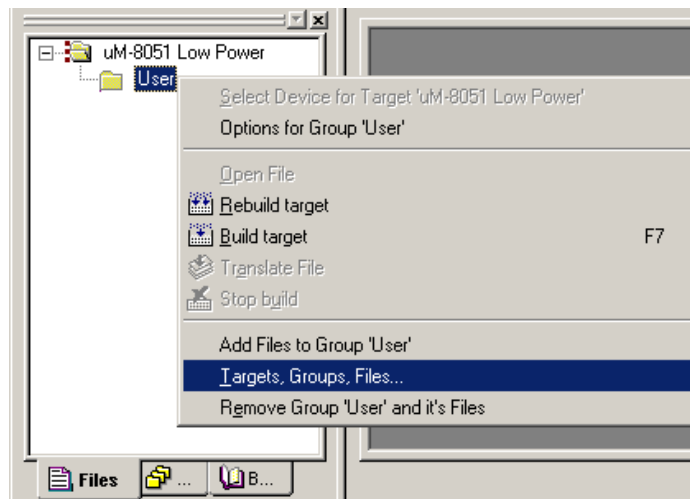 uM-8051 Low Power
User
Select Device for Target 'uM-8051 Low Power'
Options for Group 'User'
Open File
Rebuild target
Build target F7
Translate File
Stop build
Add Files to Group 'User'
Targets, Groups, Files...
Remove Group 'User' and it's Files
Files ... B...